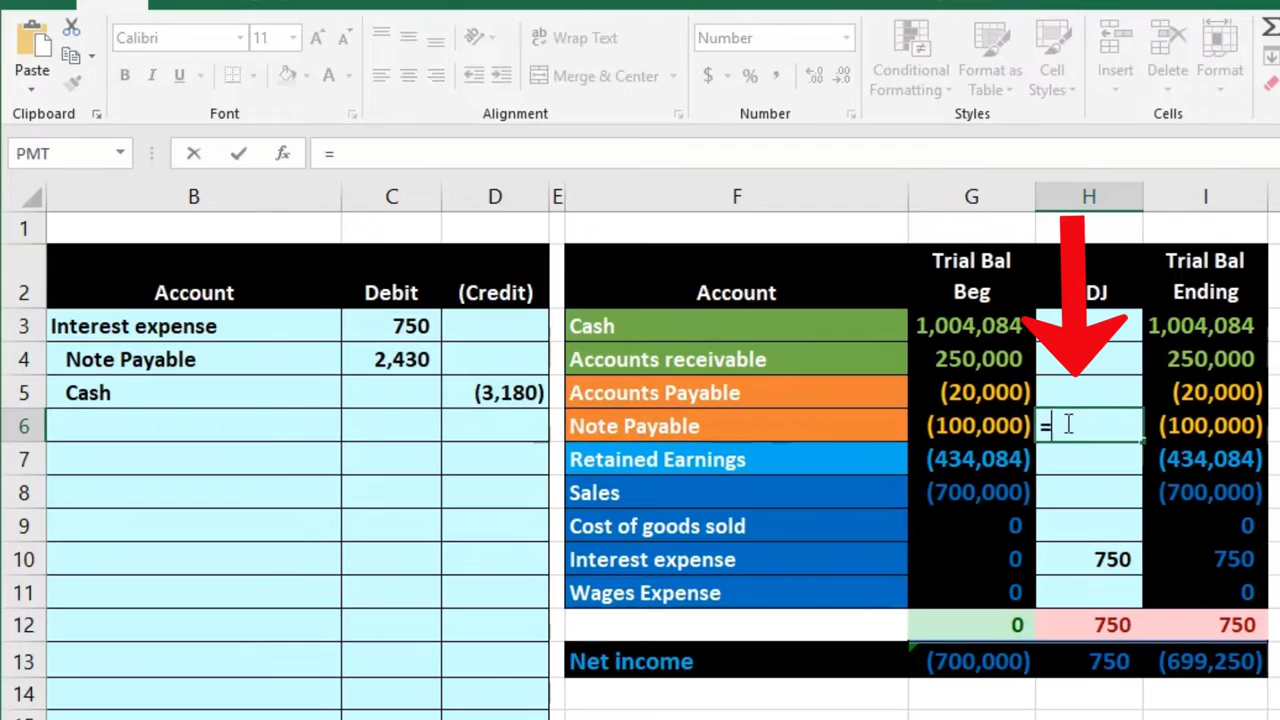 Calibri 11 Wrap Text Number
Paste B I U Merge & Center $ % , Conditional Formatting Format as Table Cell Styles Insert Delete Format
Clipboard Font Alignment Number Styles Cells
PMT fx =
B C D E F G H I
1
2 Account Debit (Credit) Account Trial Bal Beg DJ Trial Bal Ending
3 Interest expense 750 Cash 1,004,084 1,004,084
4 Note Payable 2,430 Accounts receivable 250,000 250,000
5 Cash (3,180) Accounts Payable (20,000) (20,000)
6 Note Payable (100,000) = (100,000)
7 Retained Earnings (434,084) (434,084)
8 Sales (700,000) (700,000)
9 Cost of goods sold 0 0
10 Interest expense 0 750 750
11 Wages Expense 0 0
12 0 750 750
13 Net income (700,000) 750 (699,250)
14